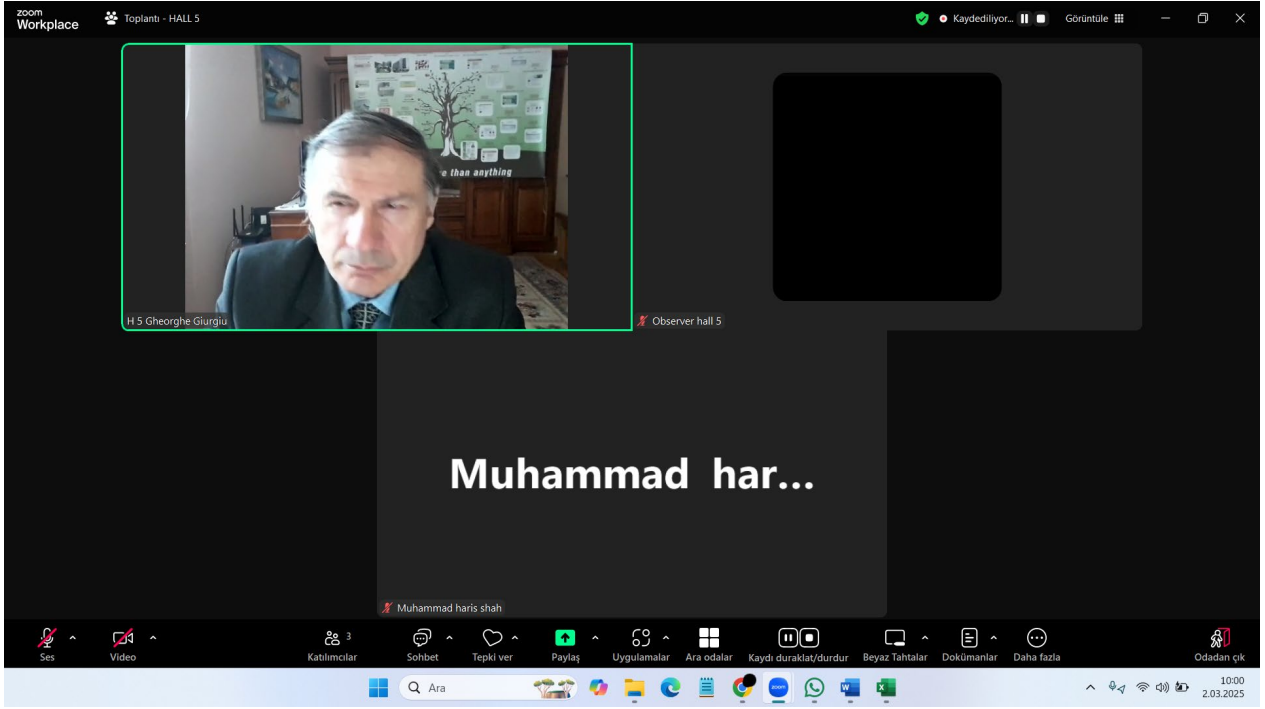 zoom
Workplace
Toplantı - HALL 5
Kaydediliyor...
Görüntüle
than anything
H 5 Gheorghe Giurgiu
Observer hall 5
Muhammad har...
Muhammad haris shah
Ses
Video
3
Katılımcılar
Sohbet
Tepki ver
Paylaş
Uygulamalar
Ara odalar
Kaydı duraklat/durdur
Beyaz Tahtalar
Dokümanlar
Daha fazla
Odadan çık
Ara
zoom
10:00
2.03.2025